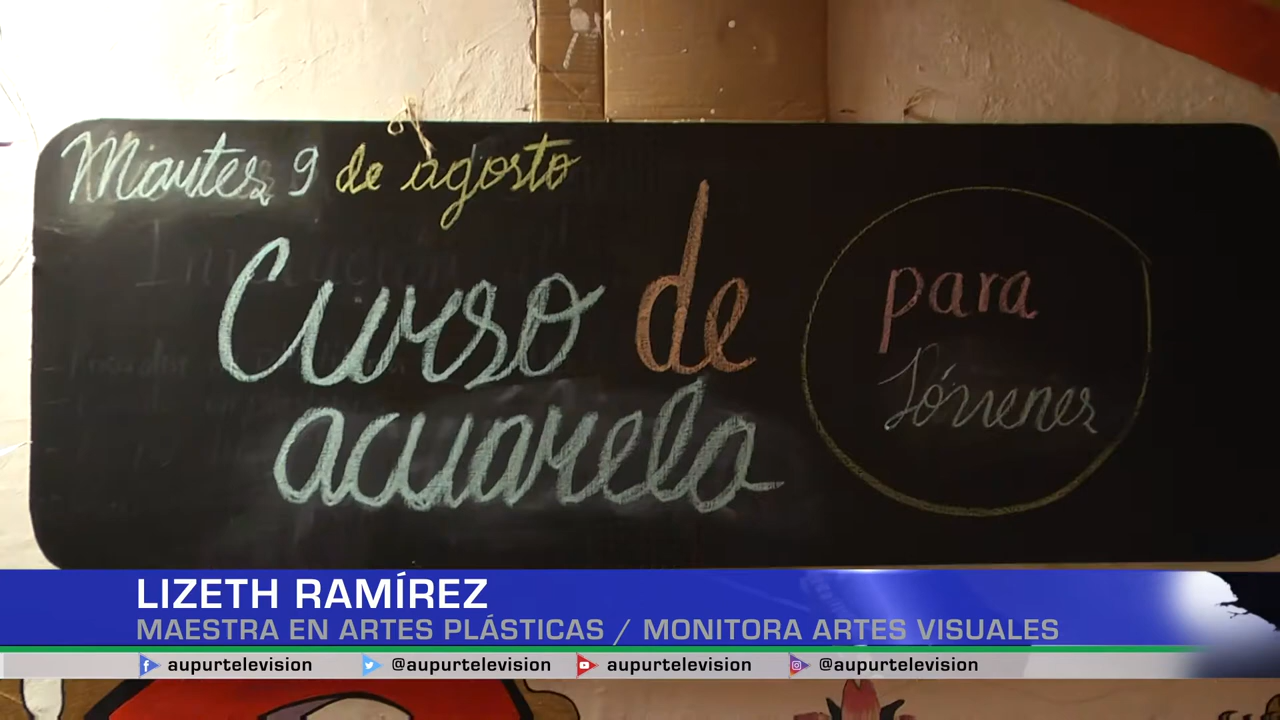 Martes 9 de agosto
Curso de
acuarela
para
Jóvenes
LIZETH RAMÍREZ
MAESTRA EN ARTES PLÁSTICAS / MONITORA ARTES VISUALES
aupurtelevision @aupurtelevision aupurtelevision @aupurtelevision